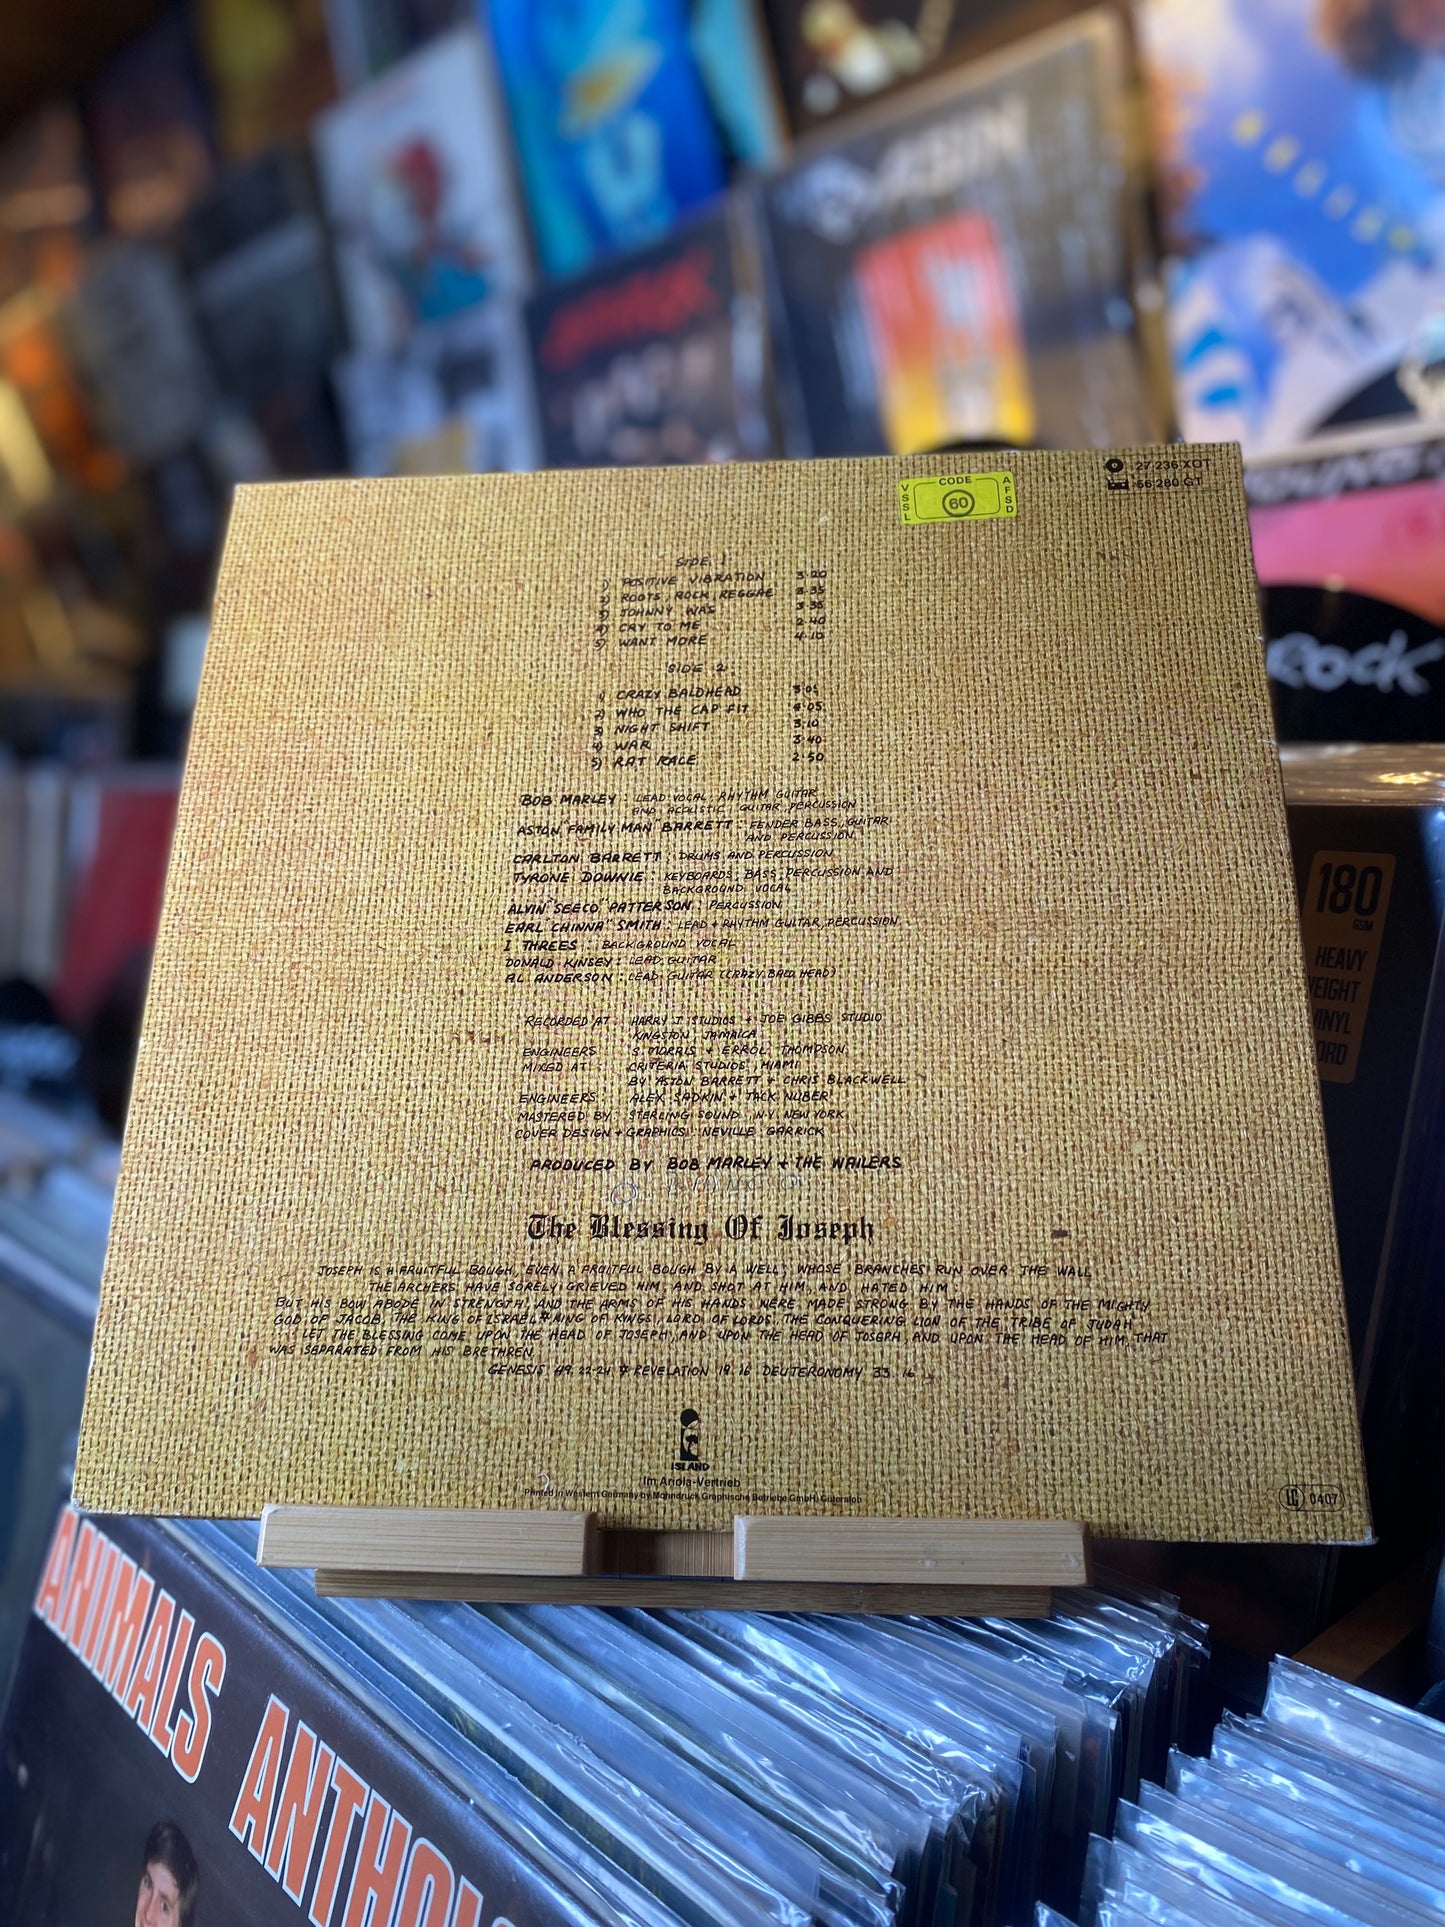 27 236 XOT
56 280 GT
VSSL
CODE
60
AFSD
SIDE 1
1) POSITIVE VIBRATION 3·20
2) ROOTS, ROCK, REGGAE 3·35
3) JOHNNY WAS 3·35
4) CRY TO ME 2·40
5) WANT MORE 4·10
SIDE 2
1) CRAZY BALDHEAD 3·05
2) WHO THE CAP FIT 4·05
3) NIGHT SHIFT 3·10
4) WAR 3·40
5) RAT RACE 2·50
BOB MARLEY: LEAD VOCAL, RHYTHM GUITAR
AND ACOUSTIC GUITAR, PERCUSSION
ASTON "FAMILY MAN" BARRETT: FENDER BASS, GUITAR
AND PERCUSSION
CARLTON BARRETT: DRUMS AND PERCUSSION
TYRONE DOWNIE: KEYBOARDS, BASS, PERCUSSION AND
BACKGROUND VOCAL
ALVIN "SEECO" PATTERSON: PERCUSSION
EARL "CHINNA" SMITH: LEAD + RHYTHM GUITAR, PERCUSSION
I THREES: BACKGROUND VOCAL
DONALD KINSEY: LEAD GUITAR
AL ANDERSON: LEAD GUITAR (CRAZY BALD HEAD)
RECORDED AT: HARRY J STUDIOS + JOE GIBBS STUDIO
KINGSTON JAMAICA
ENGINEERS: S. MORRIS + ERROL THOMPSON
MIXED AT: CRITERIA STUDIOS, MIAMI
BY ASTON BARRETT + CHRIS BLACKWELL
ENGINEERS: ALEX SADKIN + JACK NUBER
MASTERED BY: STERLING SOUND, N.Y. NEW YORK
COVER DESIGN + GRAPHICS: NEVILLE GARRICK
PRODUCED BY BOB MARLEY + THE WAILERS
The Blessing Of Joseph
JOSEPH IS A FRUITFUL BOUGH, EVEN A FRUITFUL BOUGH BY A WELL; WHOSE BRANCHES RUN OVER THE WALL
THE ARCHERS HAVE SORELY GRIEVED HIM, AND SHOT AT HIM, AND HATED HIM
BUT HIS BOW ABODE IN STRENGTH, AND THE ARMS OF HIS HANDS WERE MADE STRONG BY THE HANDS OF THE MIGHTY
GOD OF JACOB, THE KING OF ISRAEL # KING OF KINGS, LORD OF LORDS, THE CONQUERING LION OF THE TRIBE OF JUDAH
LET THE BLESSING COME UPON THE HEAD OF JOSEPH, AND UPON THE HEAD OF JOSEPH, AND UPON THE HEAD OF HIM, THAT
WAS SEPARATED FROM HIS BRETHREN
GENESIS 49. 22-24 # REVELATION 19. 16 DEUTERONOMY 33. 16
ISLAND
Im Ariola-Vertrieb
Printed in West Germany by Mohndruck Graphische Betriebe GmbH, Gütersloh
LC 0407
ROCK
180
GSM
HEAVY
ANIMALS